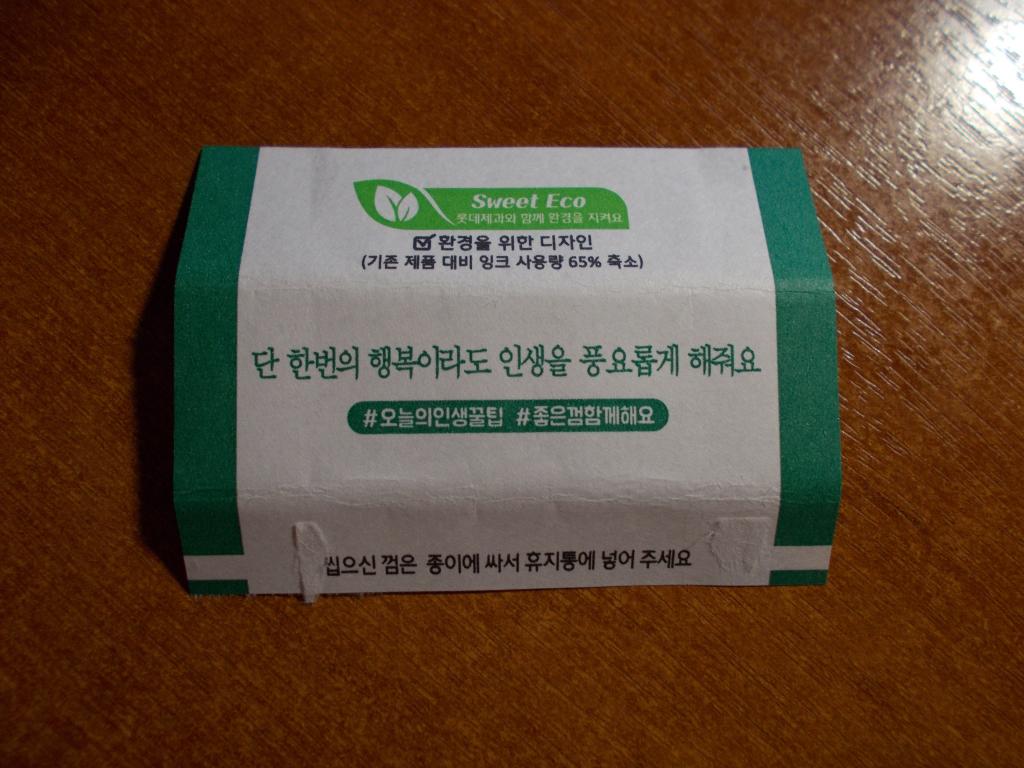 Sweet Eco
롯데제과와 함께 환경을 지켜요
환경을 위한 디자인
(기존 제품 대비 잉크 사용량 65% 축소)
단 한번의 행복이라도 인생을 풍요롭게 해줘요
#오늘의인생꿀팁 #좋은껌함께해요
씹으신 껌은 종이에 싸서 휴지통에 넣어 주세요